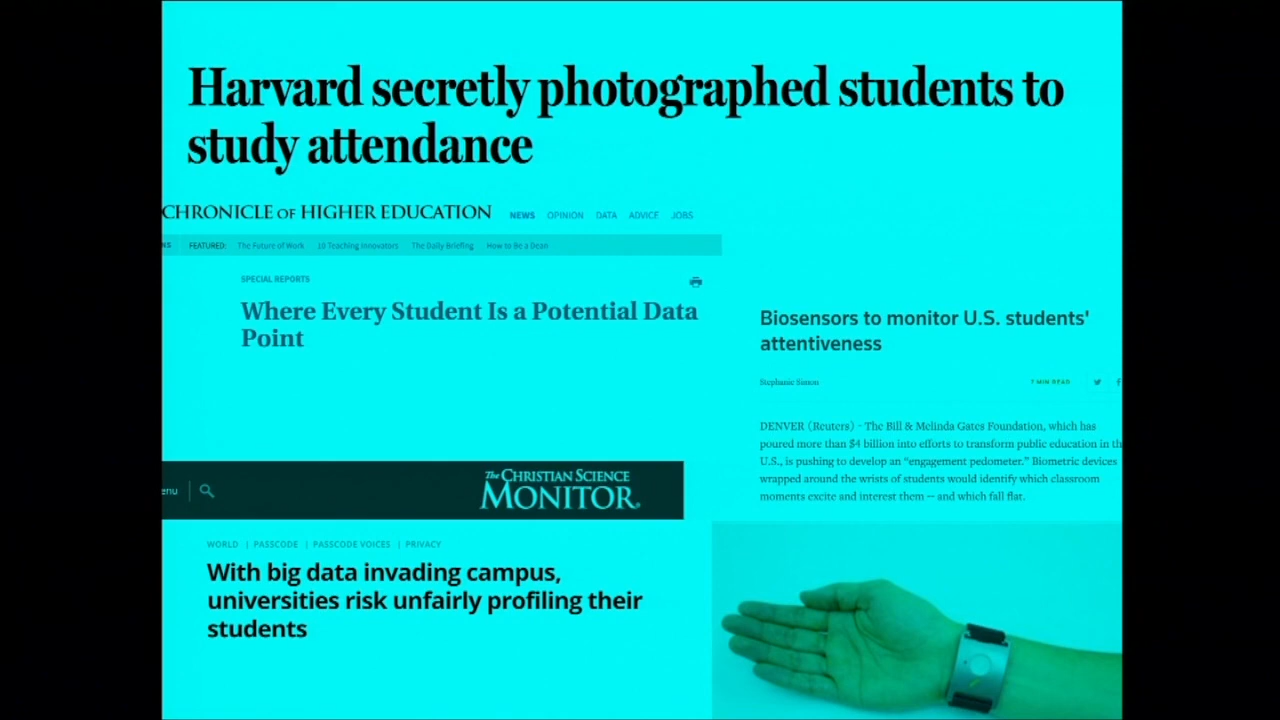 Harvard secretly photographed students to
study attendance
CHRONICLE OF HIGHER EDUCATION NEWS OPINION DATA ADVICE JOBS
NS FEATURED: The Future of Work 10 Teaching Innovators The Daily Briefing How to Be a Dean
SPECIAL REPORTS
Where Every Student Is a Potential Data
Point
Biosensors to monitor U.S. students'
attentiveness
Stephanie Simon 7 MIN READ
DENVER (Reuters) - The Bill & Melinda Gates Foundation, which has
poured more than $4 billion into efforts to transform public education in th
U.S., is pushing to develop an “engagement pedometer.” Biometric devices
wrapped around the wrists of students would identify which classroom
moments excite and interest them -- and which fall flat.
enu
The CHRISTIAN SCIENCE
MONITOR
WORLD | PASSCODE | PASSCODE VOICES | PRIVACY
With big data invading campus,
universities risk unfairly profiling their
students